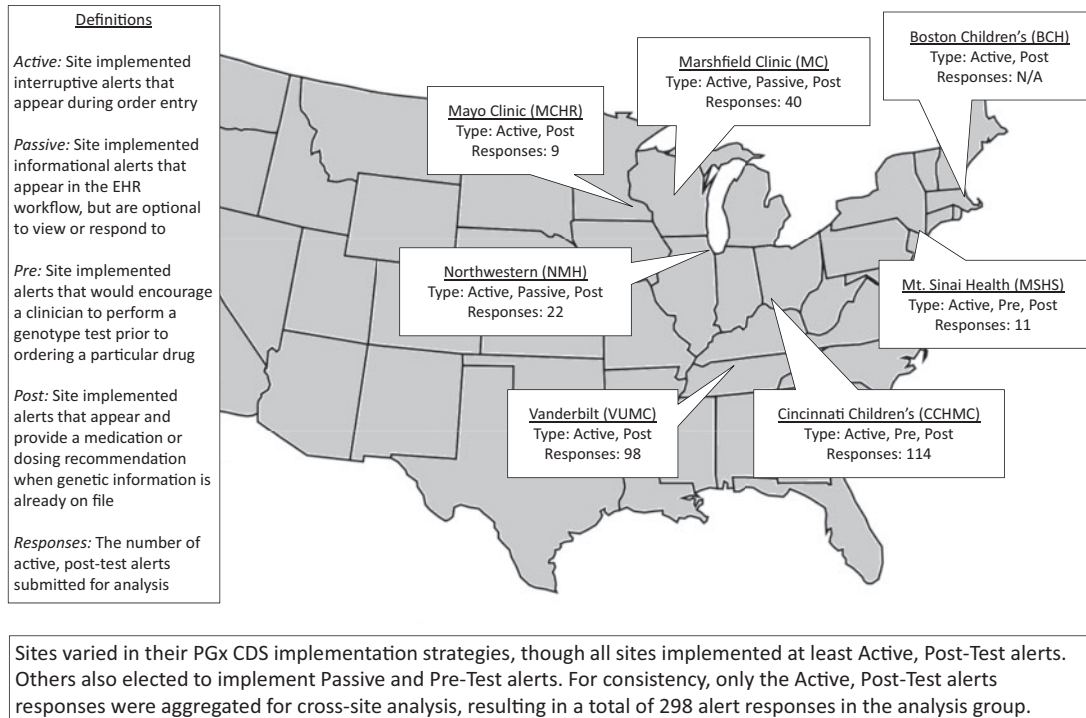 Definitions
Active: Site implemented
interruptive alerts that
appear during order entry
Passive: Site implemented
informational alerts that
appear in the EHR
workflow, but are optional
to view or respond to
Pre: Site implemented
alerts that would encourage
a clinician to perform a
genotype test prior to
ordering a particular drug
Post: Site implemented
alerts that appear and
provide a medication or
dosing recommendation
when genetic information is
already on file
Responses: The number of
active, post-test alerts
submitted for analysis
Boston Children's (BCH)
Type: Active, Post
Responses: N/A
Marshfield Clinic (MC)
Type: Active, Passive, Post
Responses: 40
Mayo Clinic (MCHR)
Type: Active, Post
Responses: 9
Northwestern (NMH)
Type: Active, Passive, Post
Responses: 22
Mt. Sinai Health (MSHS)
Type: Active, Pre, Post
Responses: 11
Vanderbilt (VUMC)
Type: Active, Post
Responses: 98
Cincinnati Children's (CCHMC)
Type: Active, Pre, Post
Responses: 114
Sites varied in their PGx CDS implementation strategies, though all sites implemented at least Active, Post-Test alerts.
Others also elected to implement Passive and Pre-Test alerts. For consistency, only the Active, Post-Test alerts
responses were aggregated for cross-site analysis, resulting in a total of 298 alert responses in the analysis group.